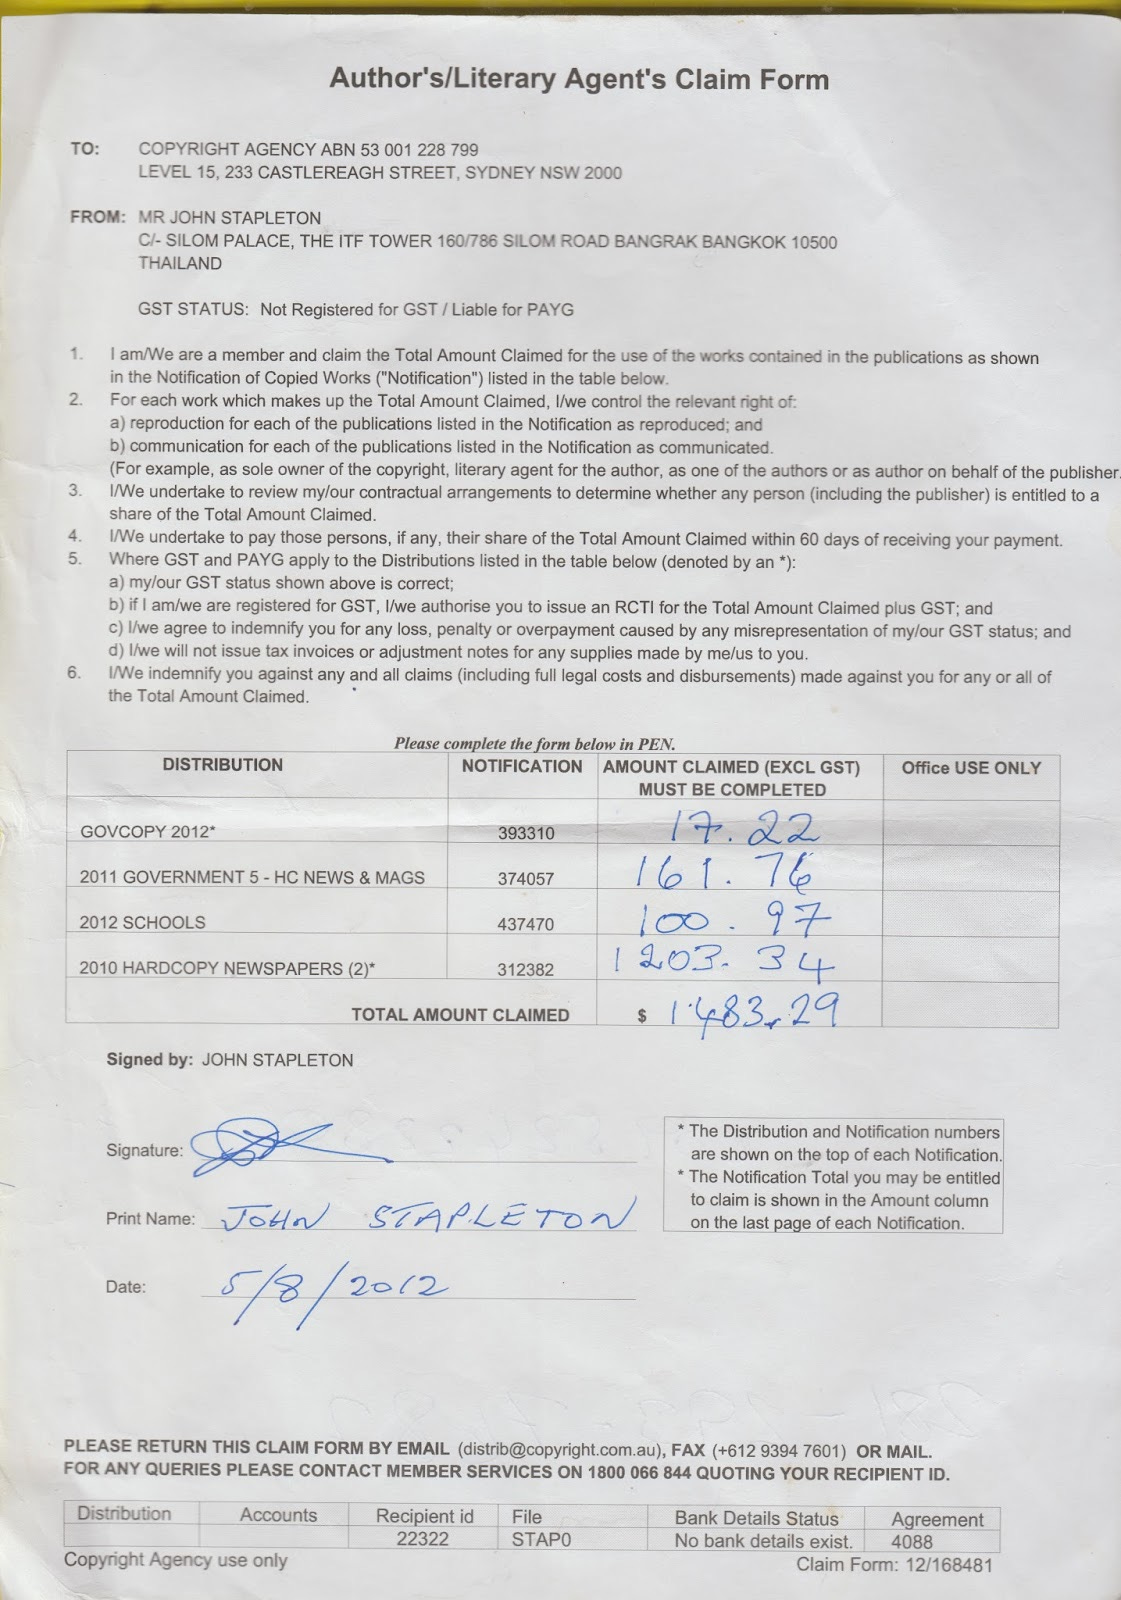 Author's/Literary Agent's Claim Form
TO: COPYRIGHT AGENCY ABN 53 001 228 799
LEVEL 15, 233 CASTLEREAGH STREET, SYDNEY NSW 2000
FROM: MR JOHN STAPLETON
C/- SILOM PALACE, THE ITF TOWER 160/786 SILOM ROAD BANGRAK BANGKOK 10500
THAILAND
GST STATUS: Not Registered for GST / Liable for PAYG
1. I am/We are a member and claim the Total Amount Claimed for the use of the works contained in the publications as shown
in the Notification of Copied Works ("Notification") listed in the table below.
2. For each work which makes up the Total Amount Claimed, I/we control the relevant right of:
a) reproduction for each of the publications listed in the Notification as reproduced; and
b) communication for each of the publications listed in the Notification as communicated.
(For example, as sole owner of the copyright, literary agent for the author, as one of the authors or as author on behalf of the publisher.
3. I/We undertake to review my/our contractual arrangements to determine whether any person (including the publisher) is entitled to a
share of the Total Amount Claimed.
4. I/We undertake to pay those persons, if any, their share of the Total Amount Claimed within 60 days of receiving your payment.
5. Where GST and PAYG apply to the Distributions listed in the table below (denoted by an *):
a) my/our GST status shown above is correct;
b) if I am/we are registered for GST, I/we authorise you to issue an RCTI for the Total Amount Claimed plus GST; and
c) I/we agree to indemnify you for any loss, penalty or overpayment caused by any misrepresentation of my/our GST status; and
d) I/we will not issue tax invoices or adjustment notes for any supplies made by me/us to you.
6. I/We indemnify you against any and all claims (including full legal costs and disbursements) made against you for any or all of
the Total Amount Claimed.
Please complete the form below in PEN.
DISTRIBUTION NOTIFICATION AMOUNT CLAIMED (EXCL GST) Office USE ONLY
MUST BE COMPLETED
GOVCOPY 2012* 393310 17.22
2011 GOVERNMENT 5 - HC NEWS & MAGS 374057 161.76
2012 SCHOOLS 437470 100.97
2010 HARDCOPY NEWSPAPERS (2)* 312382 1203.34
TOTAL AMOUNT CLAIMED $ 1483.29
Signed by: JOHN STAPLETON
* The Distribution and Notification numbers
are shown on the top of each Notification.
* The Notification Total you may be entitled
to claim is shown in the Amount column
on the last page of each Notification.
Signature:
Print Name: JOHN STAPLETON
Date: 5/8/2012
PLEASE RETURN THIS CLAIM FORM BY EMAIL (distrib@copyright.com.au), FAX (+612 9394 7601) OR MAIL.
FOR ANY QUERIES PLEASE CONTACT MEMBER SERVICES ON 1800 066 844 QUOTING YOUR RECIPIENT ID.
Distribution Accounts Recipient id File Bank Details Status Agreement
22322 STAP0 No bank details exist. 4088
Copyright Agency use only Claim Form: 12/168481